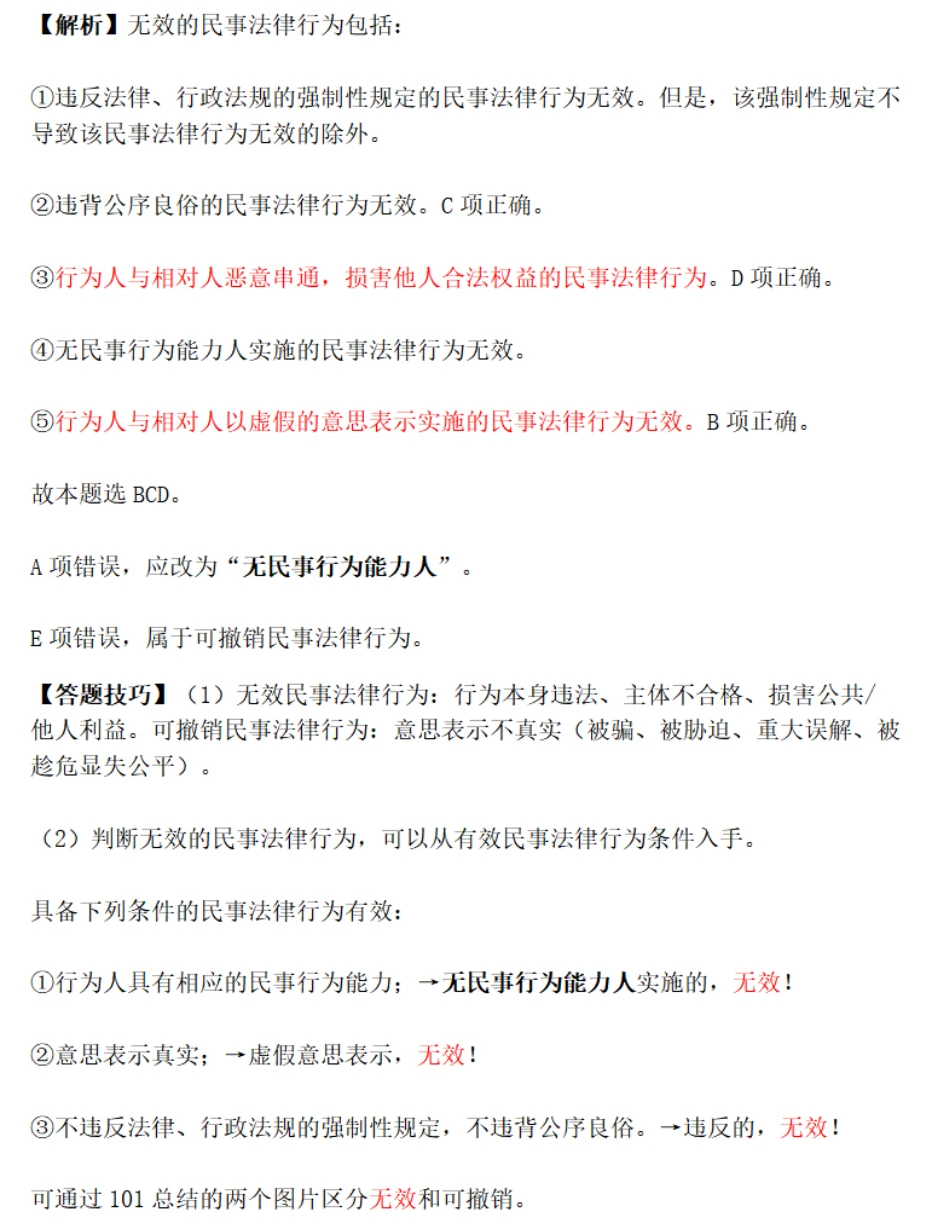 【解析】无效的民事法律行为包括：
①违反法律、行政法规的强制性规定的民事法律行为无效。但是，该强制性规定不
导致该民事法律行为无效的除外。
②违背公序良俗的民事法律行为无效。C 项正确。
③行为人与相对人恶意串通，损害他人合法权益的民事法律行为。D 项正确。
④无民事行为能力人实施的民事法律行为无效。
⑤行为人与相对人以虚假的意思表示实施的民事法律行为无效。B 项正确。
故本题选 BCD。
A 项错误，应改为“无民事行为能力人”。
E 项错误，属于可撤销民事法律行为。
【答题技巧】（1）无效民事法律行为：行为本身违法、主体不合格、损害公共/
他人利益。可撤销民事法律行为：意思表示不真实（被骗、被胁迫、重大误解、被
趁危显失公平）。
（2）判断无效的民事法律行为，可以从有效民事法律行为条件入手。
具备下列条件的民事法律行为有效：
①行为人具有相应的民事行为能力；→无民事行为能力人实施的，无效！
②意思表示真实；→虚假意思表示，无效！
③不违反法律、行政法规的强制性规定，不违背公序良俗。→违反的，无效！
可通过 101 总结的两个图片区分无效和可撤销。